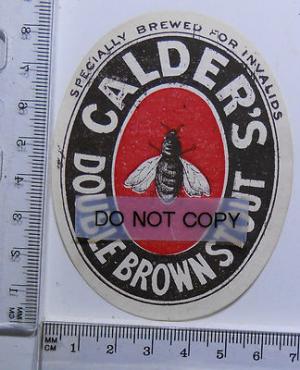 SPECIALLY BREWED FOR INVALIDS
CALDER'S
DO NOT COPY
DOUBLE BROWN STOUT
MM
CM 1 2 3 4 5 6 7